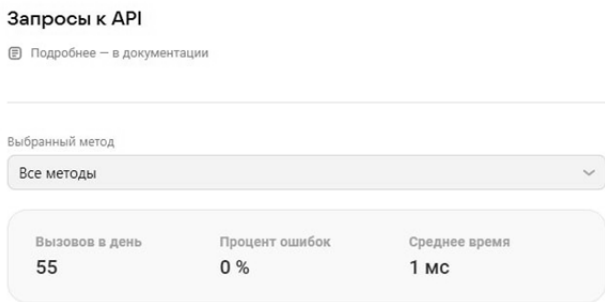 Запросы к API
Подробнее — в документации
Выбранный метод
Все методы
Вызовов в день
Процент ошибок
Среднее время
55
0 %
1 мс